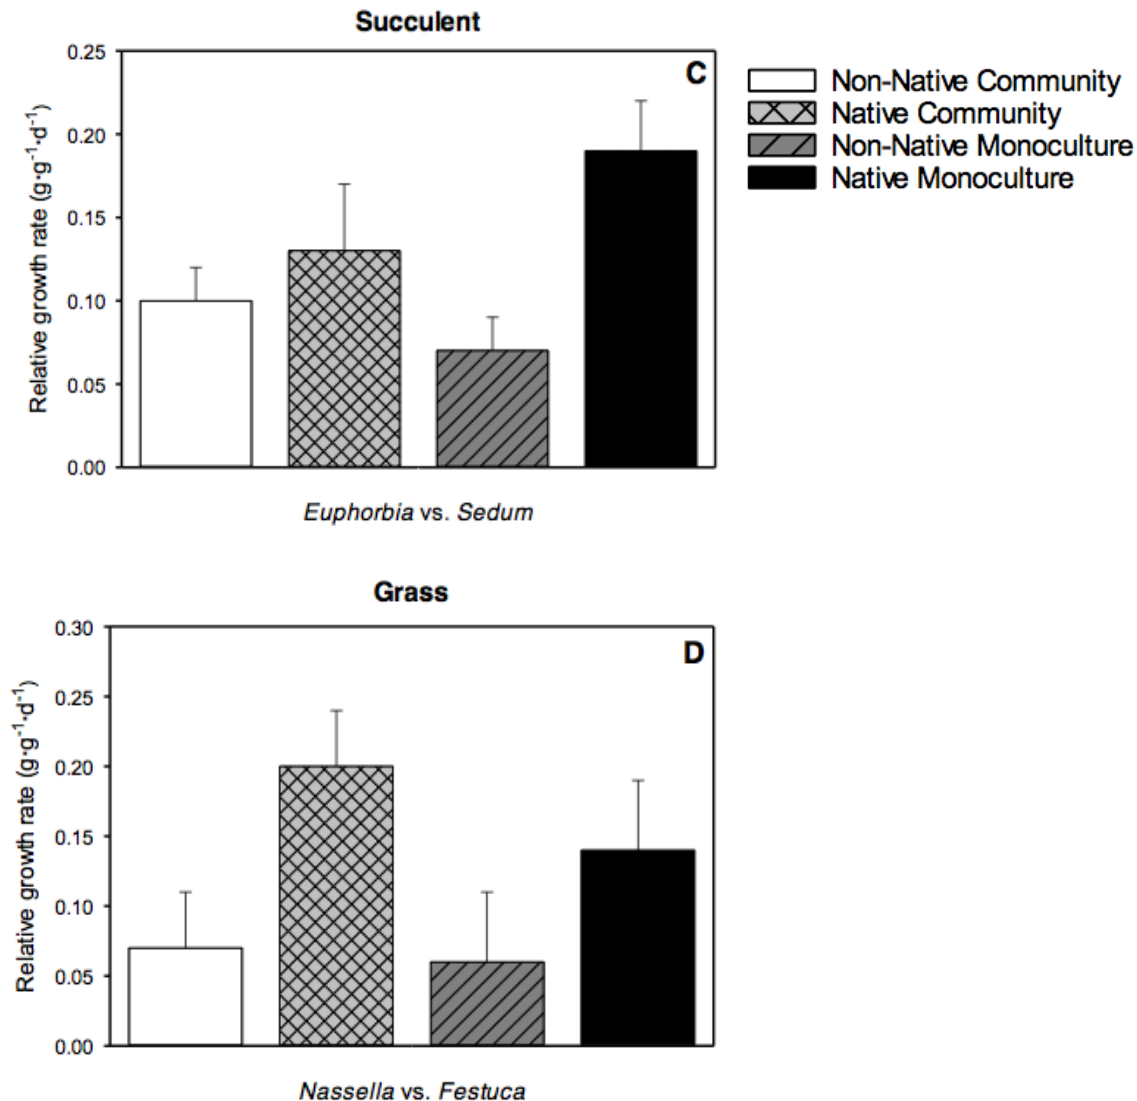 Succulent
C
0.25
0.20
0.15
0.10
0.05
0.00
Relative growth rate (g·g⁻¹·d⁻¹)
Euphorbia vs. Sedum
Non-Native Community
Native Community
Non-Native Monoculture
Native Monoculture
Grass
D
0.30
0.25
0.20
0.15
0.10
0.05
0.00
Relative growth rate (g·g⁻¹·d⁻¹)
Nassella vs. Festuca